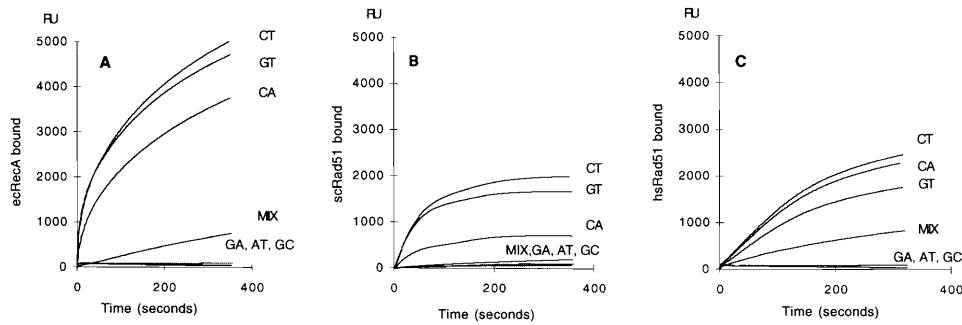 RU
A
5000
4000
3000
2000
1000
0
ecRecA bound
CT
GT
CA
MIX
GA, AT, GC
0 200 400
Time (seconds)
RU
B
5000
4000
3000
2000
1000
0
scRad51 bound
CT
GT
CA
MIX,GA, AT, GC
0 200 400
Time (seconds)
RU
C
5000
4000
3000
2000
1000
0
hsRad51 bound
CT
CA
GT
MIX
GA, AT, GC
0 200 400
Time (seconds)